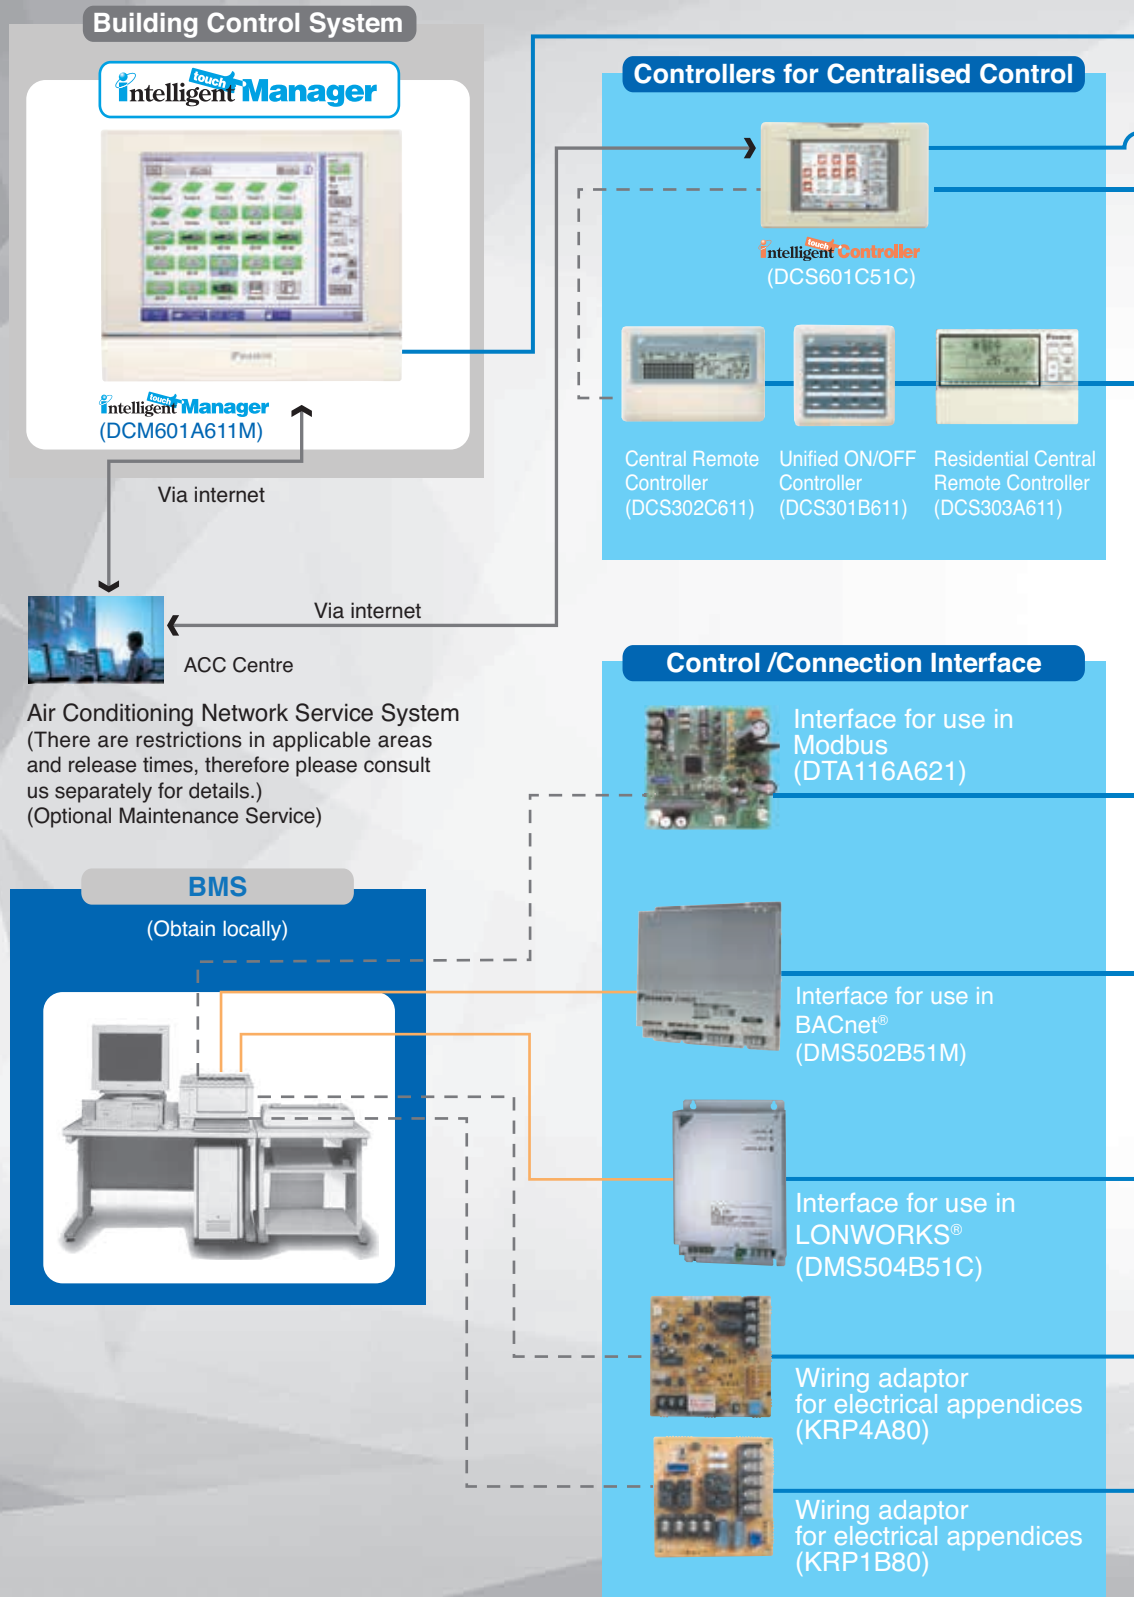 Building Control System
intelligent touch Manager
intelligent touch Manager
(DCM601A611M)
Via internet
Via internet
ACC Centre
Air Conditioning Network Service System
(There are restrictions in applicable areas
and release times, therefore please consult
us separately for details.)
(Optional Maintenance Service)
BMS
(Obtain locally)
Controllers for Centralised Control
intelligent touch Controller
(DCS601C51C)
Central Remote
Controller
(DCS302C611)
Unified ON/OFF
Controller
(DCS301B611)
Residential Central
Remote Controller
(DCS303A611)
Control /Connection Interface
Interface for use in
Modbus
(DTA116A621)
Interface for use in
BACnet®
(DMS502B51M)
Interface for use in
LONWORKS®
(DMS504B51C)
Wiring adaptor
for electrical appendices
(KRP4A80)
Wiring adaptor
for electrical appendices
(KRP1B80)